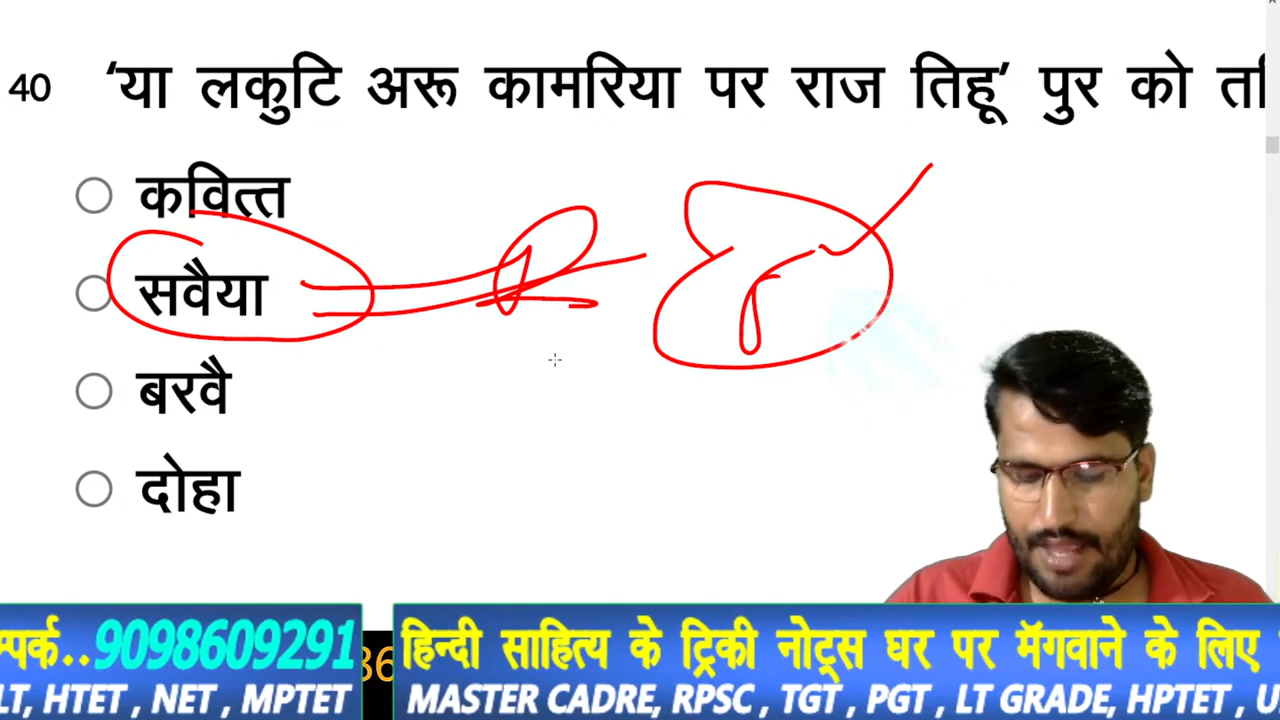 40 ‘या लकुटि अरू कामरिया पर राज तिहू’ पुर को
कवित्त
सवैया
बरवै
दोहा
म्पर्क..9098609291
हिन्दी साहित्य के ट्रिकी नोट्स घर पर मॅगवाने के लिए
LT, HTET , NET , MPTET
MASTER CADRE, RPSC , TGT , PGT , LT GRADE, HPTET ,